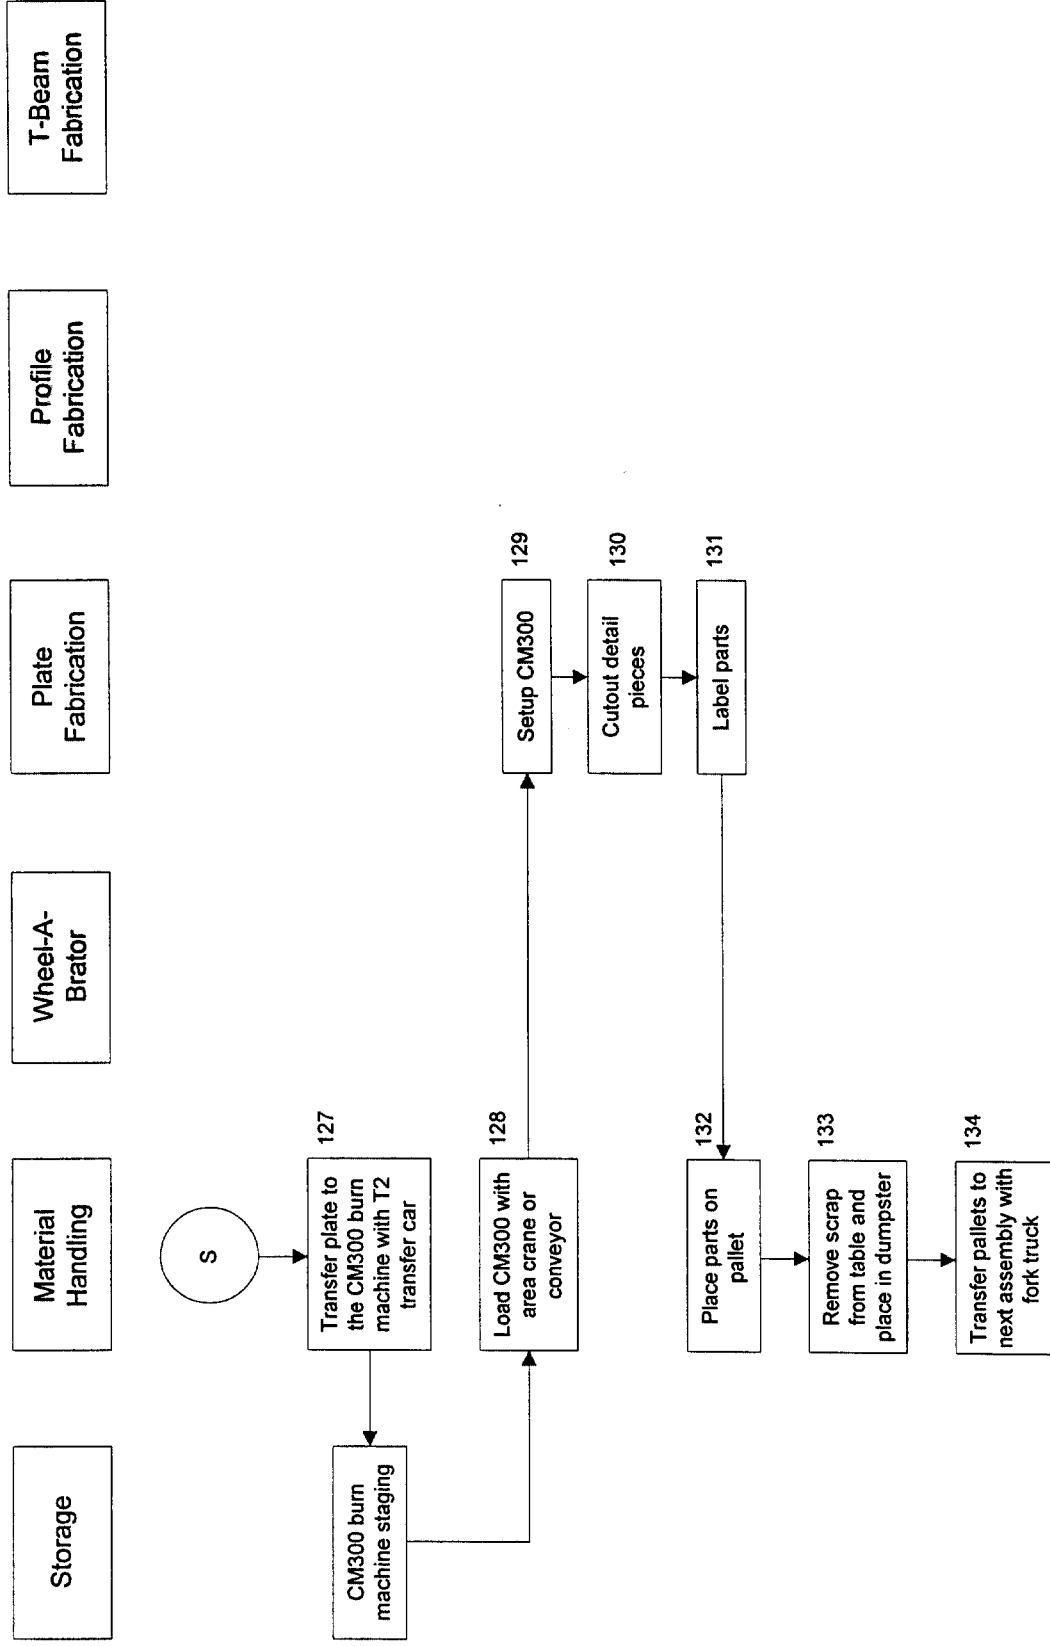 Storage
Material
Handling
Wheel-A-
Brator
Plate
Fabrication
Profile
Fabrication
T-Beam
Fabrication
S
127
Transfer plate to
the CM300 burn
machine with T2
transfer car
CM300 burn
machine staging
128
Load CM300 with
area crane or
conveyor
129
Setup CM300
130
Cutout detail
pieces
131
Label parts
132
Place parts on
pallet
133
Remove scrap
from table and
place in dumpster
134
Transfer pallets to
next assembly with
fork truck